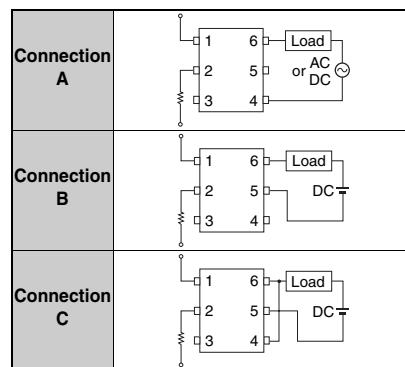 Connection
A
1 6 Load
2 5 or AC
DC
3 4
Connection
B
1 6 Load
2 5 DC
3 4
Connection
C
1 6 Load
2 5 DC
3 4